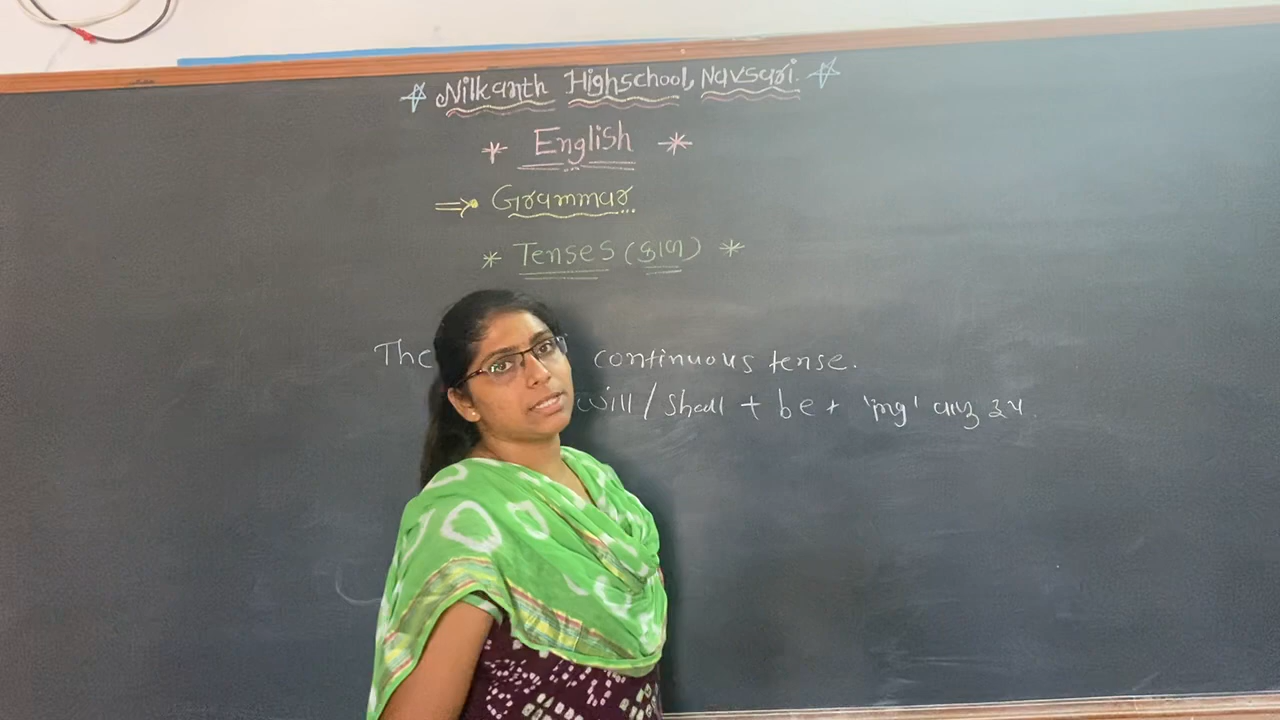 Nilkanth Highschool, Navsari.
* English *
⇒ Grammar
* Tenses (કાળ) *
The continuous tense.
will / shall + be + 'ing' વાળુ રૂપ